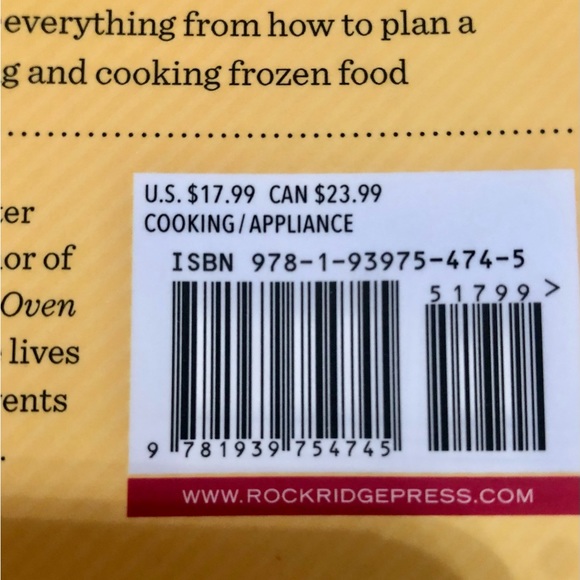 everything from how to plan a
g and cooking frozen food
ter
or of
Oven
lives
ents
.
U.S. $17.99 CAN $23.99
COOKING/APPLIANCE
ISBN 978-1-93975-474-5
51799>
9 781939 754745
WWW.ROCKRIDGEPRESS.COM